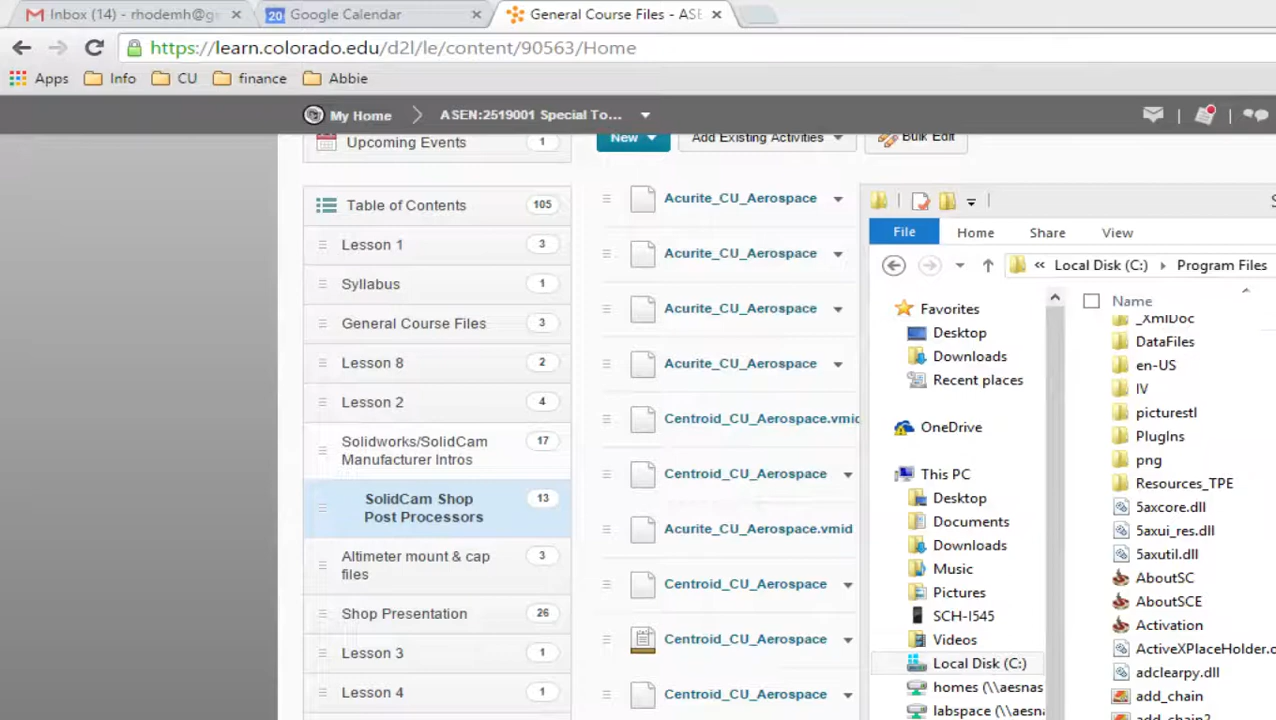 Inbox (14) - rhodemh@g
Google Calendar
General Course Files - ASE
https://learn.colorado.edu/d2l/le/content/90563/Home
Apps
Info
CU
finance
Abbie
My Home
ASEN:2519001 Special To...
Upcoming Events 1
New
Add Existing Activities
Bulk Edit
Table of Contents 105
Lesson 1 3
Syllabus 1
General Course Files 3
Lesson 8 2
Lesson 2 4
Solidworks/SolidCam 17
Manufacturer Intros
SolidCam Shop 13
Post Processors
Altimeter mount & cap 3
files
Shop Presentation 26
Lesson 3 1
Lesson 4 1
Acurite_CU_Aerospace
Acurite_CU_Aerospace
Acurite_CU_Aerospace
Acurite_CU_Aerospace
Centroid_CU_Aerospace.vmid
Centroid_CU_Aerospace
Acurite_CU_Aerospace.vmid
Centroid_CU_Aerospace
Centroid_CU_Aerospace
Centroid_CU_Aerospace
File
Home
Share
View
« Local Disk (C:) Program Files
Favorites
Desktop
Downloads
Recent places
OneDrive
This PC
Desktop
Documents
Downloads
Music
Pictures
SCH-I545
Videos
Local Disk (C:)
homes (\\aesnas
labspace (\\aesna
Name
_XmlDoc
DataFiles
en-US
IV
picturestl
PlugIns
png
Resources_TPE
5axcore.dll
5axui_res.dll
5axutil.dll
AboutSC
AboutSCE
Activation
ActiveXPlaceHolder.c
adclearpy.dll
add_chain
add_chain2